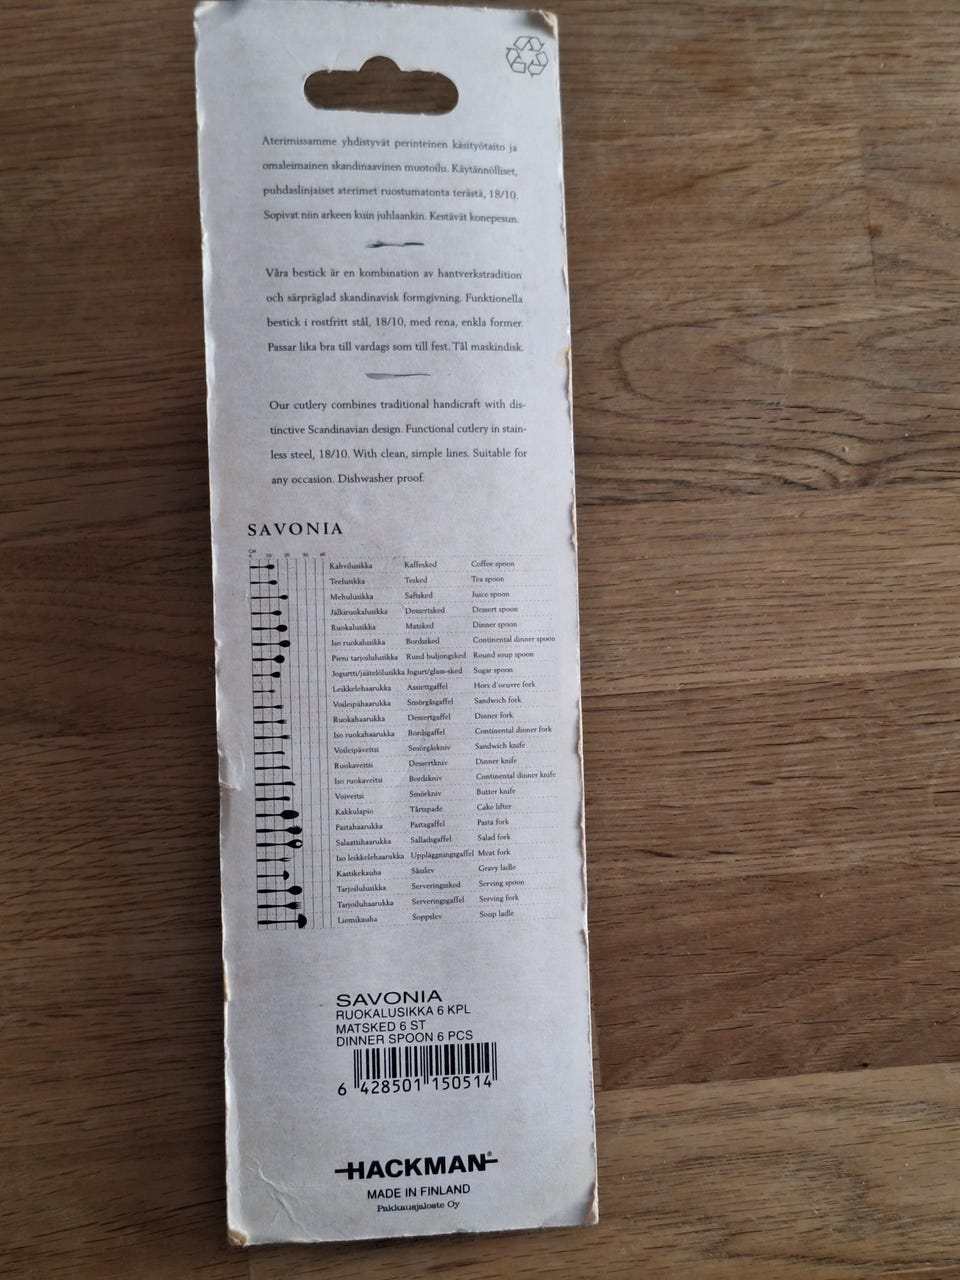 Aterimissamme yhdistyvät perinteinen käsityötaito ja
omaleimainen skandinaavinen muotoilu. Käytännölliset,
puhdaslinjaiset aterimet ruostumatonta terästä, 18/10.
Sopivat niin arkeen kuin juhlaankin. Kestävät konepesun.
Våra bestick är en kombination av hantverkstradition
och särpräglad skandinavisk formgivning. Funktionella
bestick i rostfritt stål, 18/10, med rena, enkla former.
Passar lika bra till vardags som till fest. Tål maskindisk.
Our cutlery combines traditional handicraft with dis-
tinctive Scandinavian design. Functional cutlery in stain-
less steel, 18/10. With clean, simple lines. Suitable for
any occasion. Dishwasher proof.
SAVONIA
CM
0 10 20 30 40
Kahvilusikka Kaffesked Coffee spoon
Teelusikka Tesked Tea spoon
Mehulusikka Saftsked Juice spoon
Jälkiruokalusikka Dessertsked Dessert spoon
Ruokalusikka Matsked Dinner spoon
Iso ruokalusikka Bordssked Continental dinner spoon
Pieni tarjoilulusikka Rund buljongsked Round soup spoon
Jogurtti/jäätelölusikka Jogurt/glass-sked Sugar spoon
Leikkelehaarukka Assiettgaffel Hors d'oeuvre fork
Voileipähaarukka Smörgåsgaffel Sandwich fork
Ruokahaarukka Dessertgaffel Dinner fork
Iso ruokahaarukka Bordsgaffel Continental dinner fork
Voileipäveitsi Smörgåskniv Sandwich knife
Ruokaveitsi Dessertkniv Dinner knife
Iso ruokaveitsi Bordskniv Continental dinner knife
Voiveitsi Smörkniv Butter knife
Kakkulapio Tårtspade Cake lifter
Pastahaarukka Pastagaffel Pasta fork
Salaattihaarukka Salladsgaffel Salad fork
Iso leikkelehaarukka Uppläggningsgaffel Meat fork
Kastikekauha Såsslev Gravy ladle
Tarjoilulusikka Serveringssked Serving spoon
Tarjoiluhaarukka Serveringsgaffel Serving fork
Liemikauha Soppslev Soup ladle
SAVONIA
RUOKALUSIKKA 6 KPL
MATSKED 6 ST
DINNER SPOON 6 PCS
6 428501 150514
HACKMAN®
MADE IN FINLAND
Pakkausjaloste Oy